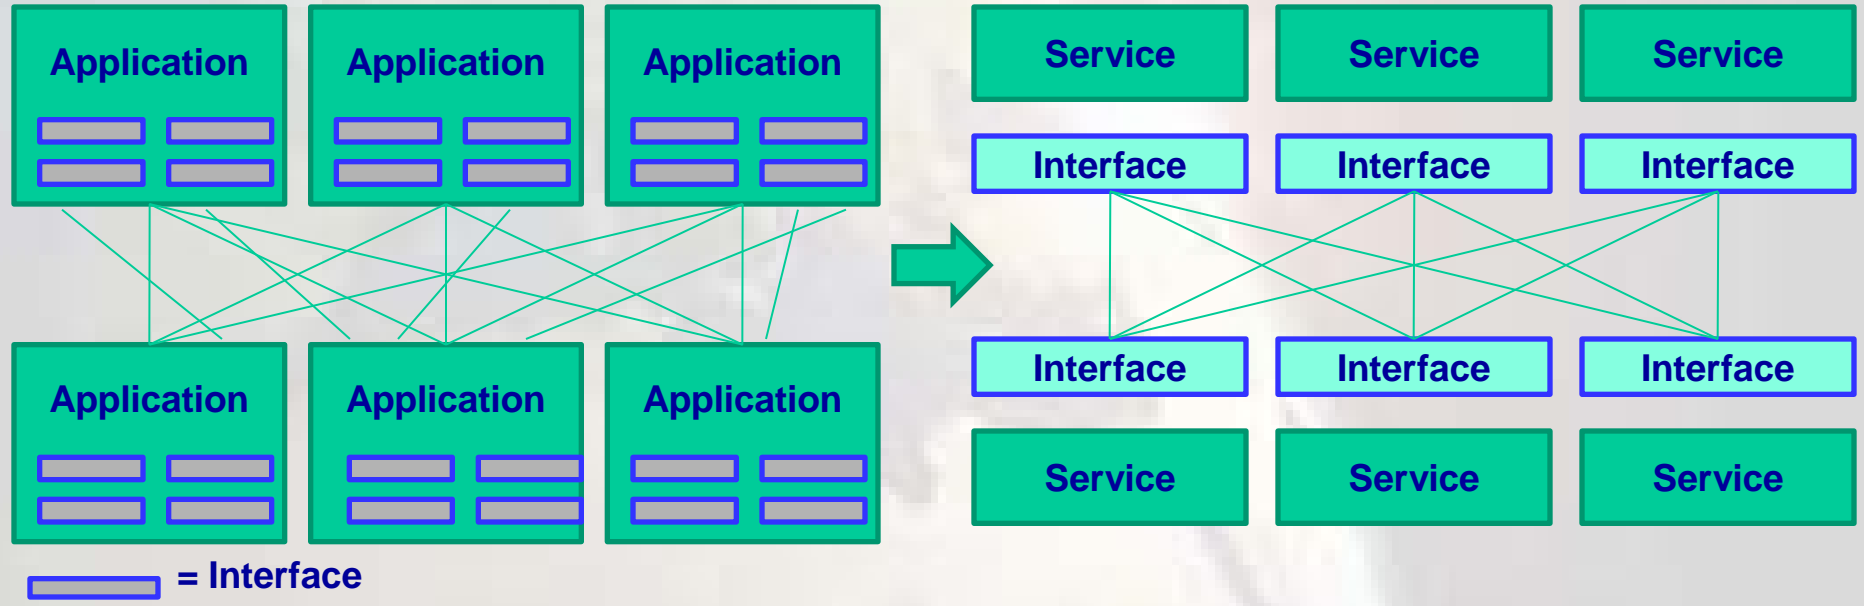 Application Application Application
Service Service Service
Interface Interface Interface
Interface Interface Interface
Application Application Application
Service Service Service
= Interface